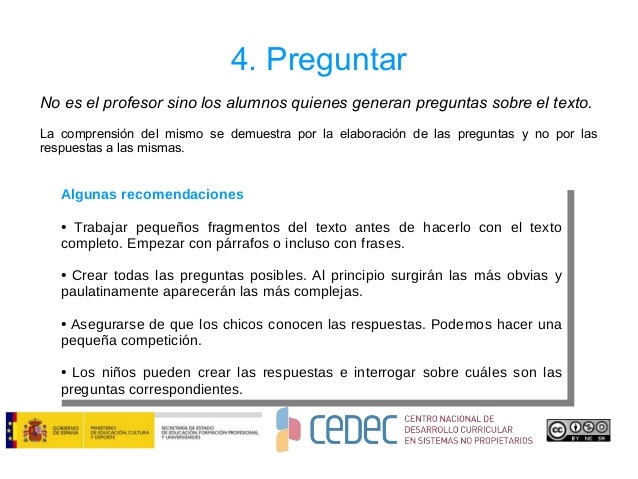 4. Preguntar
No es el profesor sino los alumnos quienes generan preguntas sobre el texto.
La comprensión del mismo se demuestra por la elaboración de las preguntas y no por las
respuestas a las mismas.
Algunas recomendaciones
• Trabajar pequeños fragmentos del texto antes de hacerlo con el texto
completo. Empezar con párrafos o incluso con frases.
• Crear todas las preguntas posibles. Al principio surgirán las más obvias y
paulatinamente aparecerán las más complejas.
• Asegurarse de que los chicos conocen las respuestas. Podemos hacer una
pequeña competición.
• Los niños pueden crear las respuestas e interrogar sobre cuáles son las
preguntas correspondientes.
GOBIERNO
DE ESPAÑA
MINISTERIO
DE EDUCACIÓN, CULTURA
Y DEPORTE
SECRETARÍA DE ESTADO
DE EDUCACIÓN, FORMACIÓN PROFESIONAL
Y UNIVERSIDADES
CEDEC
CENTRO NACIONAL DE
DESARROLLO CURRICULAR
EN SISTEMAS NO PROPIETARIOS
cc
BY NC SA